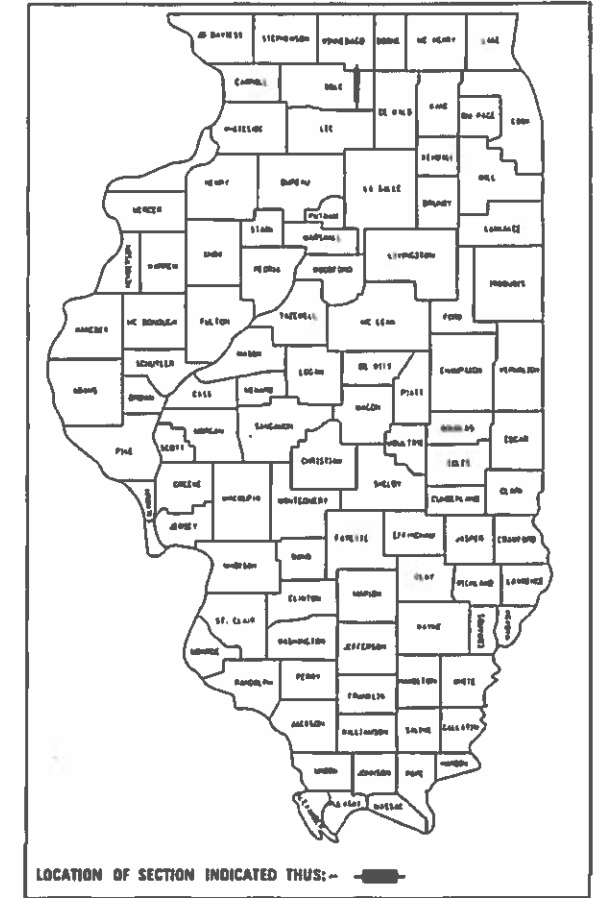 JO DAVIESS STEPHENSON WINNEBAGO BOONE MC HENRY LAKE
CARROLL OGLE
DE KALB KANE DU PAGE COOK
WHITESIDE LEE
KENDALL
HENRY BUREAU LA SALLE WILL
MERCER PUTNAM GRUNDY
STARK MARSHALL KANKAKEE
WARREN KNOX PEORIA WOODFORD LIVINGSTON
IROQUOIS
HANCOCK MC DONOUGH FULTON TAZEWELL MC LEAN FORD
SCHUYLER MASON LOGAN DE WITT CHAMPAIGN VERMILION
ADAMS BROWN CASS MENARD PIATT
MACON
PIKE SCOTT MORGAN SANGAMON MOULTRIE DOUGLAS EDGAR
CHRISTIAN COLES
GREENE MACOUPIN MONTGOMERY SHELBY CUMBERLAND CLARK
JERSEY FAYETTE EFFINGHAM JASPER CRAWFORD
MADISON BOND
CLAY RICHLAND LAWRENCE
CLINTON MARION
ST. CLAIR WAYNE
MONROE WASHINGTON JEFFERSON
RANDOLPH PERRY HAMILTON WHITE
FRANKLIN
JACKSON WILLIAMSON SALINE GALLATIN
UNION JOHNSON POPE HARDIN
PULASKI MASSAC
LOCATION OF SECTION INDICATED THUS:-